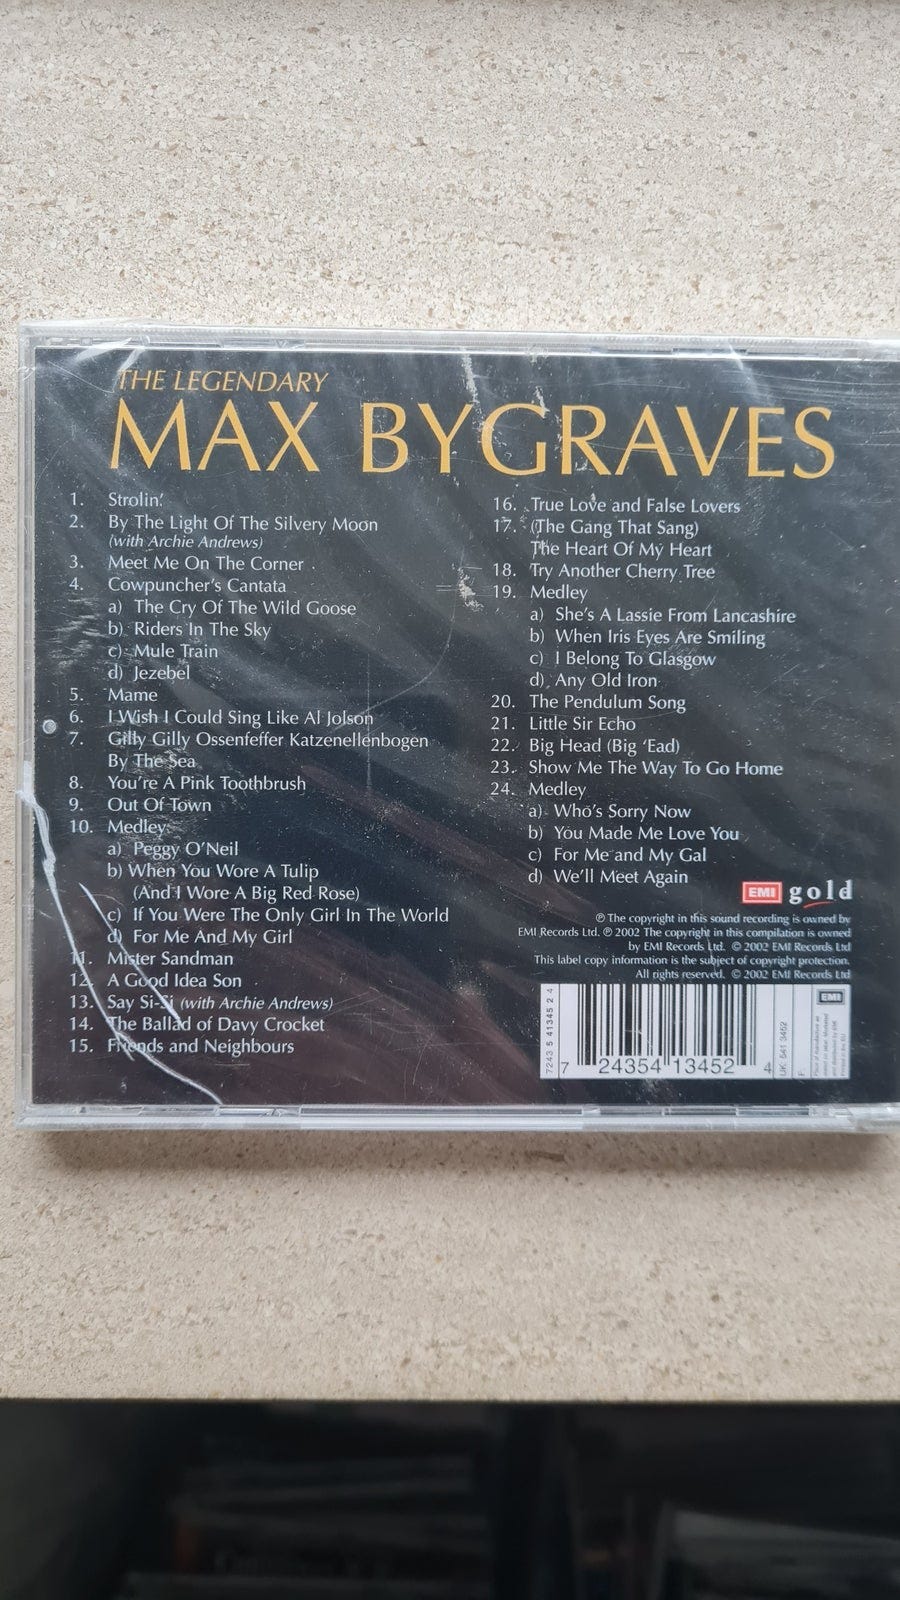 THE LEGENDARY
MAX BYGRAVES
1. Strolin'
2. By The Light Of The Silvery Moon
(with Archie Andrews)
3. Meet Me On The Corner
4. Cowpuncher's Cantata
a) The Cry Of The Wild Goose
b) Riders In The Sky
c) Mule Train
d) Jezebel
5. Mame
6. I Wish I Could Sing Like Al Jolson
7. Gilly Gilly Ossenfeffer Katzenellenbogen
By The Sea
8. You're A Pink Toothbrush
9. Out Of Town
10. Medley:
a) Peggy O'Neil
b) When You Wore A Tulip
(And I Wore A Big Red Rose)
c) If You Were The Only Girl In The World
d) For Me And My Girl
11. Mister Sandman
12. A Good Idea Son
13. Say Si-Si (with Archie Andrews)
14. The Ballad of Davy Crocket
15. Friends and Neighbours
16. True Love and False Lovers
17. (The Gang That Sang)
The Heart Of My Heart
18. Try Another Cherry Tree
19. Medley
a) She's A Lassie From Lancashire
b) When Iris Eyes Are Smiling
c) I Belong To Glasgow
d) Any Old Iron
20. The Pendulum Song
21. Little Sir Echo
22. Big Head (Big 'Ead)
23. Show Me The Way To Go Home
24. Medley
a) Who's Sorry Now
b) You Made Me Love You
c) For Me and My Gal
d) We'll Meet Again
EMI gold
℗ The copyright in this sound recording is owned by
EMI Records Ltd. ℗ 2002 The copyright in this compilation is owned
by EMI Records Ltd. © 2002 EMI Records Ltd
This label copy information is the subject of copyright protection.
All rights reserved. © 2002 EMI Records Ltd
7243 5 41345 2 4
7 24354 13452 4
UK: 541 3452
F:
EMI